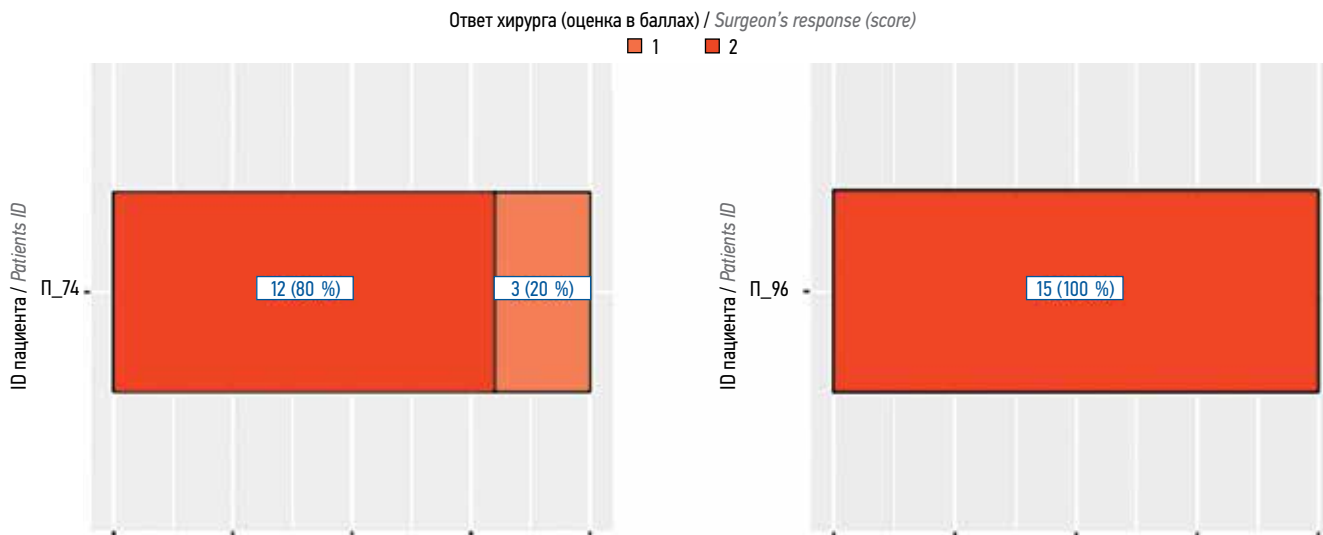 Ответ хирурга (оценка в баллах) / Surgeon's response (score)
1 2
ID пациента / Patients ID
П_74
12 (80 %)
3 (20 %)
ID пациента / Patients ID
П_96
15 (100 %)